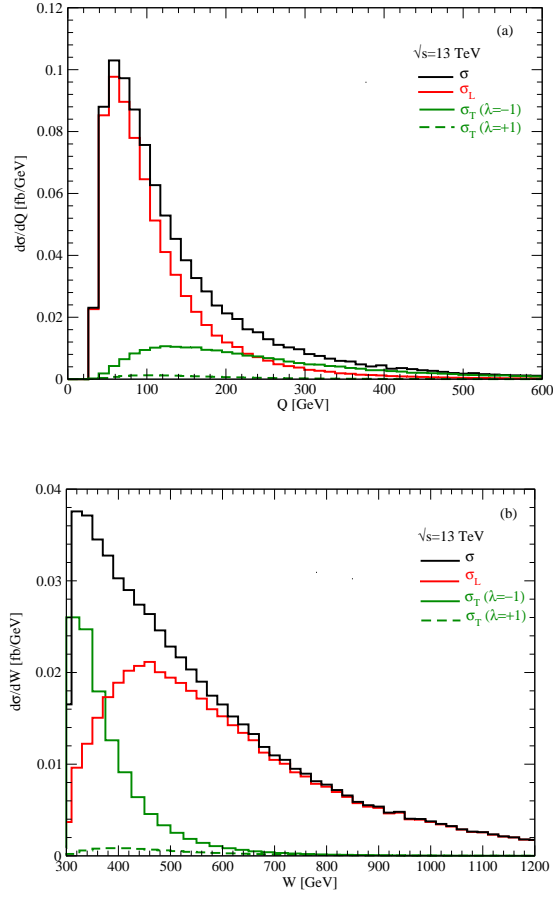 0.12
(a)
√s=13 TeV
σ
0.1
σL
σT (λ=−1)
σT (λ=+1)
0.08
dσ/dQ [fb/GeV]
0.06
0.04
0.02
0
0 100 200 300 400 500 600
Q [GeV]
0.04
(b)
√s=13 TeV
σ
σL
0.03
σT (λ=−1)
σT (λ=+1)
dσ/dW [fb/GeV]
0.02
0.01
0
300 400 500 600 700 800 900 1000 1100 1200
W [GeV]